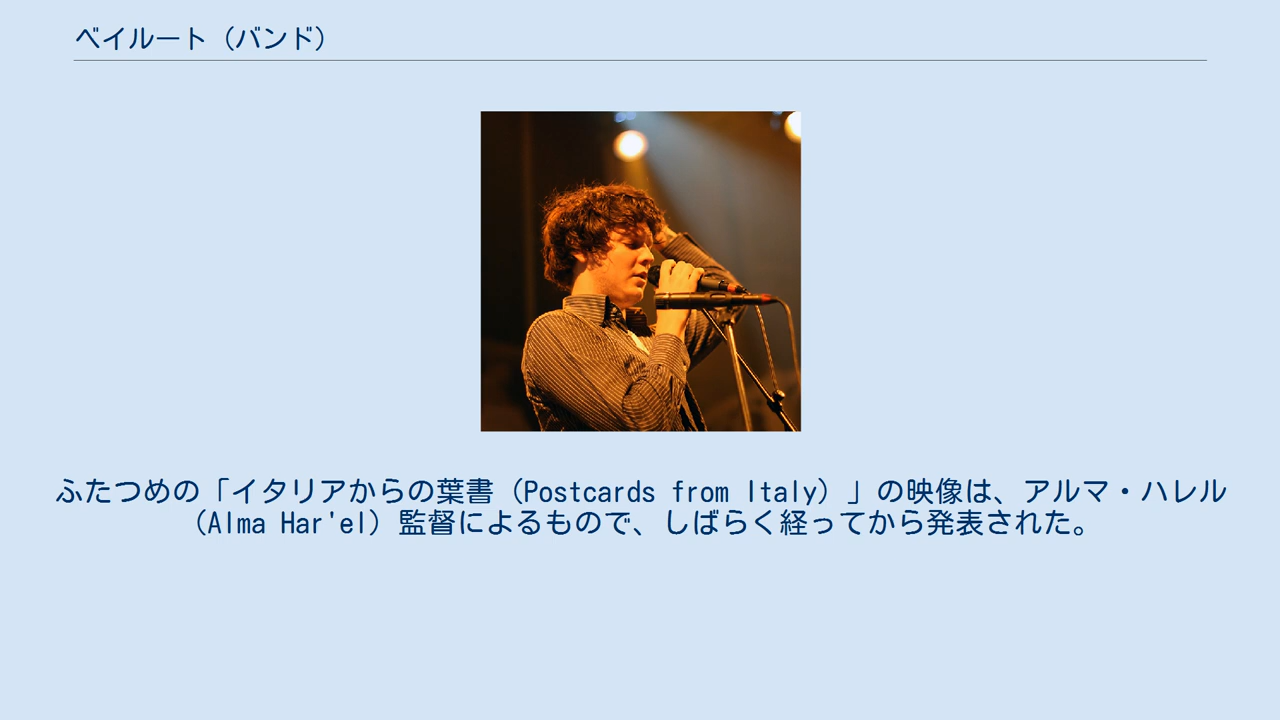 ベイルート（バンド）
ふたつめの「イタリアからの葉書（Postcards from Italy）」の映像は、アルマ・ハレル
（Alma Har'el）監督によるもので、しばらく経ってから発表された。